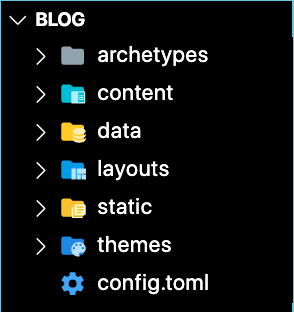 BLOG
archetypes
content
data
layouts
static
themes
config.toml